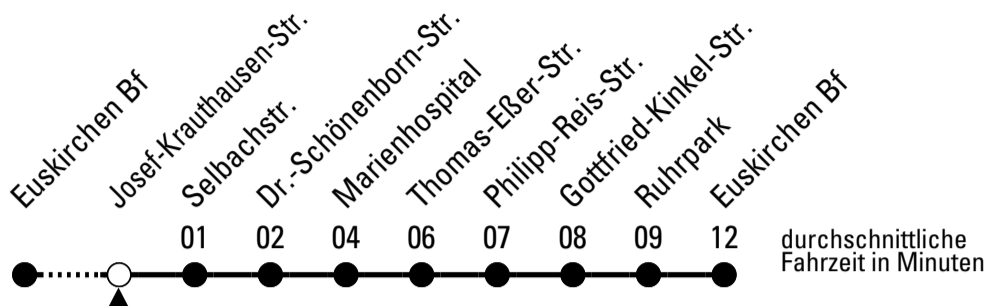 Euskirchen Bf
Josef-Krauthausen-Str.
Selbachstr.
Dr.-Schönenborn-Str.
Marienhospital
Thomas-Eßer-Str.
Philipp-Reis-Str.
Gottfried-Kinkel-Str.
Ruhrpark
Euskirchen Bf
01 02 04 06 07 08 09 12
durchschnittliche
Fahrzeit in Minuten